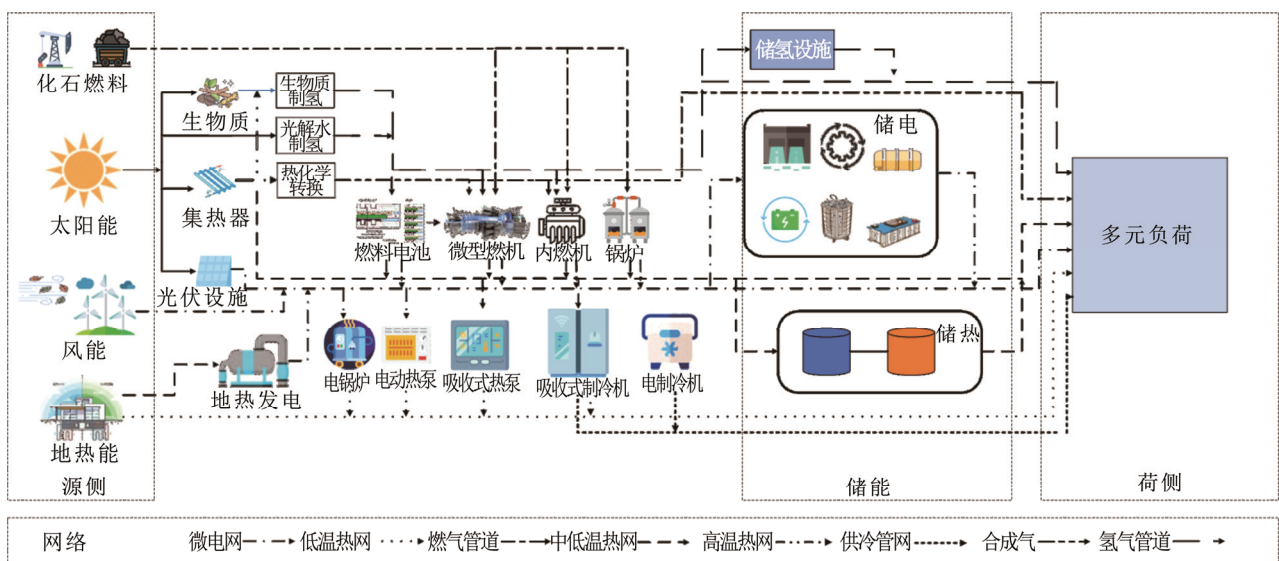 化石燃料
太阳能
风能
地热能
源侧
生物质
集热器
光伏设施
地热发电
生物质
制氢
光解水
制氢
热化学
转换
燃料电池
微型燃机
内燃机
锅炉
电锅炉
电动热泵
吸收式热泵
吸收式制冷机
电制冷机
储氢设施
储电
储热
储能
多元负荷
荷侧
网络
微电网
低温热网
燃气管道
中低温热网
高温热网
供冷管网
合成气
氢气管道